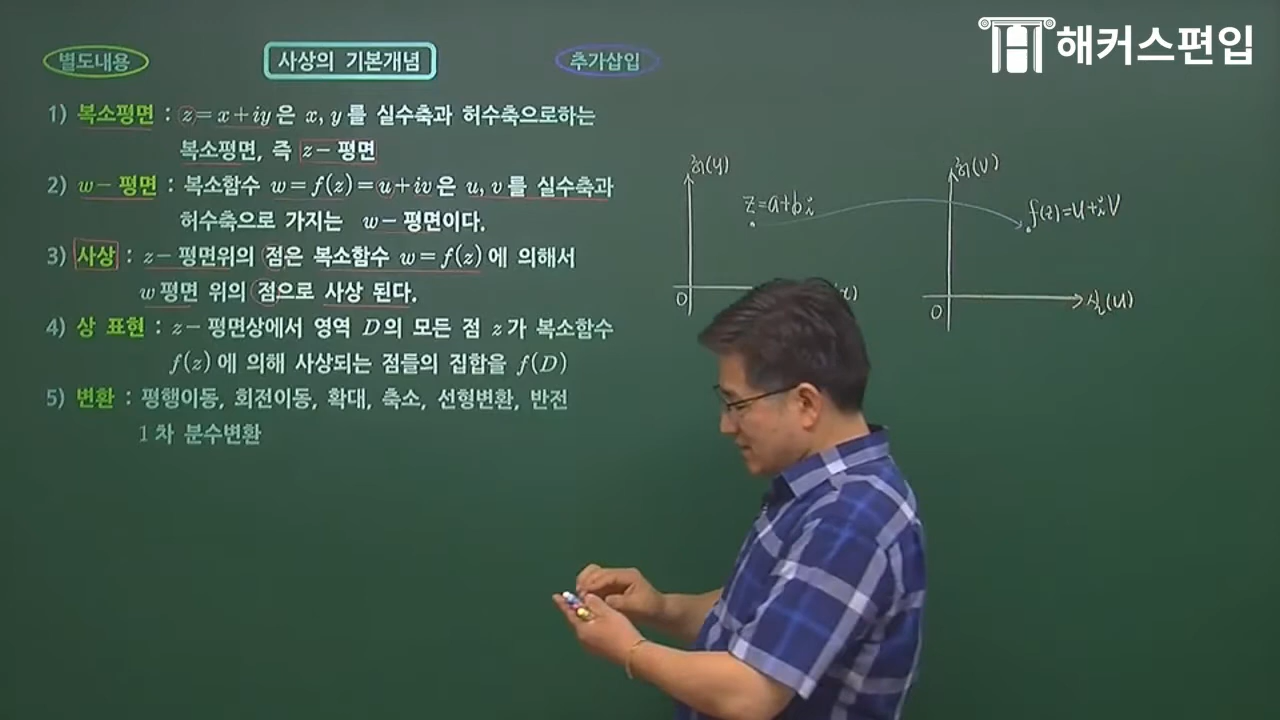 해커스편입
별도내용 사상의 기본개념 추가삽입
1) 복소평면 : z = x + iy 은 x, y 를 실수축과 허수축으로하는
복소평면, 즉 z - 평면
2) w - 평면 : 복소함수 w = f(z) = u + iv 은 u, v 를 실수축과
허수축으로 가지는 w - 평면이다.
3) 사상 : z - 평면위의 점은 복소함수 w = f(z) 에 의해서
w 평면 위의 점으로 사상 된다.
4) 상 표현 : z - 평면상에서 영역 D 의 모든 점 z 가 복소함수
f(z) 에 의해 사상되는 점들의 집합을 f(D)
5) 변환 : 평행이동, 회전이동, 확대, 축소, 선형변환, 반전
1 차 분수변환
허(y)
z=a+bi
0
허(V)
f(z)=u+iV
0
실(u)